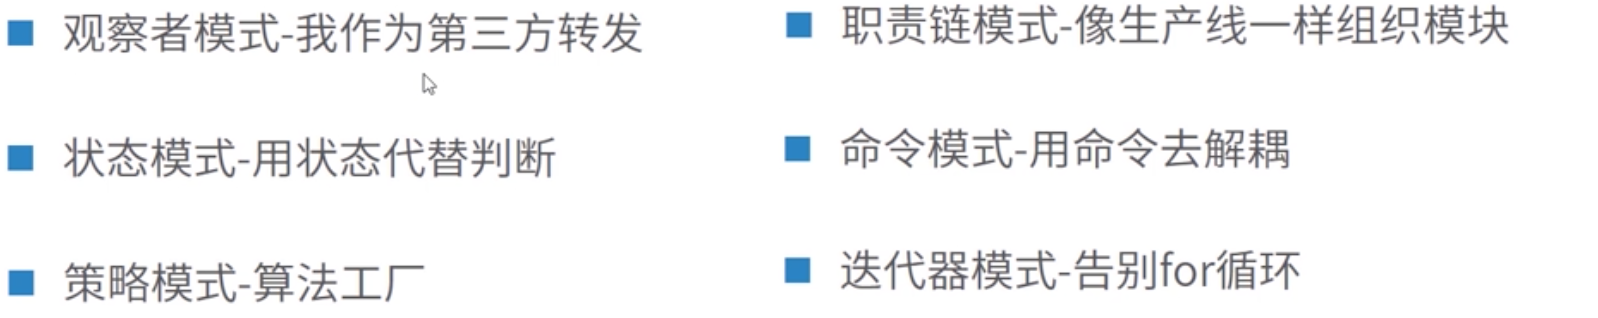 观察者模式-我作为第三方转发
状态模式-用状态代替判断
策略模式-算法工厂
职责链模式-像生产线一样组织模块
命令模式-用命令去解耦
迭代器模式-告别for循环